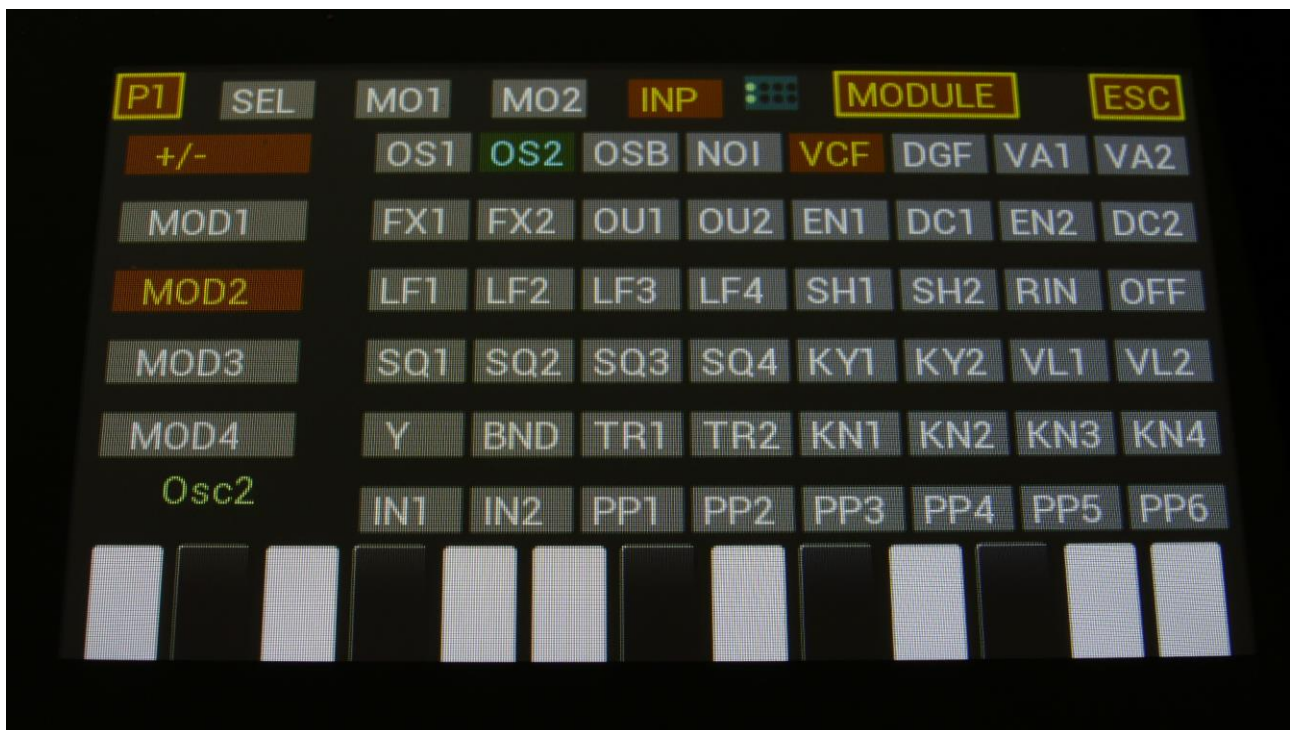 P1 SEL MO1 MO2 INP MODULE ESC
+/- OS1 OS2 OSB NOI VCF DGF VA1 VA2
MOD1 FX1 FX2 OU1 OU2 EN1 DC1 EN2 DC2
MOD2 LF1 LF2 LF3 LF4 SH1 SH2 RIN OFF
MOD3 SQ1 SQ2 SQ3 SQ4 KY1 KY2 VL1 VL2
MOD4 Y BND TR1 TR2 KN1 KN2 KN3 KN4
Osc2 IN1 IN2 PP1 PP2 PP3 PP4 PP5 PP6